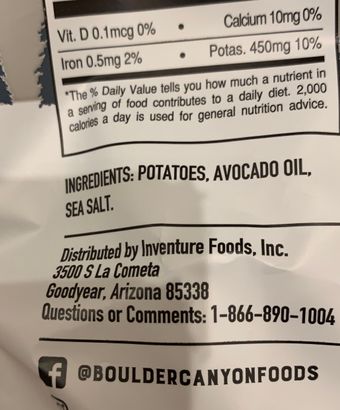 Vit. D 0.1mcg 0% • Calcium 10mg 0%
Iron 0.5mg 2% • Potas. 450mg 10%
*The % Daily Value tells you how much a nutrient in
a serving of food contributes to a daily diet. 2,000
calories a day is used for general nutrition advice.
INGREDIENTS: POTATOES, AVOCADO OIL,
SEA SALT.
Distributed by Inventure Foods, Inc.
3500 S La Cometa
Goodyear, Arizona 85338
Questions or Comments: 1-866-890-1004
f @BOULDERCANYONFOODS